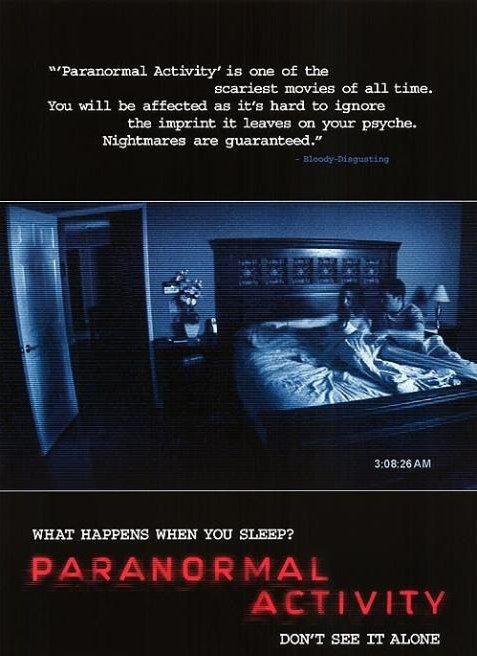 "'Paranormal Activity' is one of the
scariest movies of all time.
You will be affected as it's hard to ignore
the imprint it leaves on your psyche.
Nightmares are guaranteed."
- Bloody-Disgusting
3:08:26 AM
WHAT HAPPENS WHEN YOU SLEEP?
PARANORMAL
ACTIVITY
DON'T SEE IT ALONE